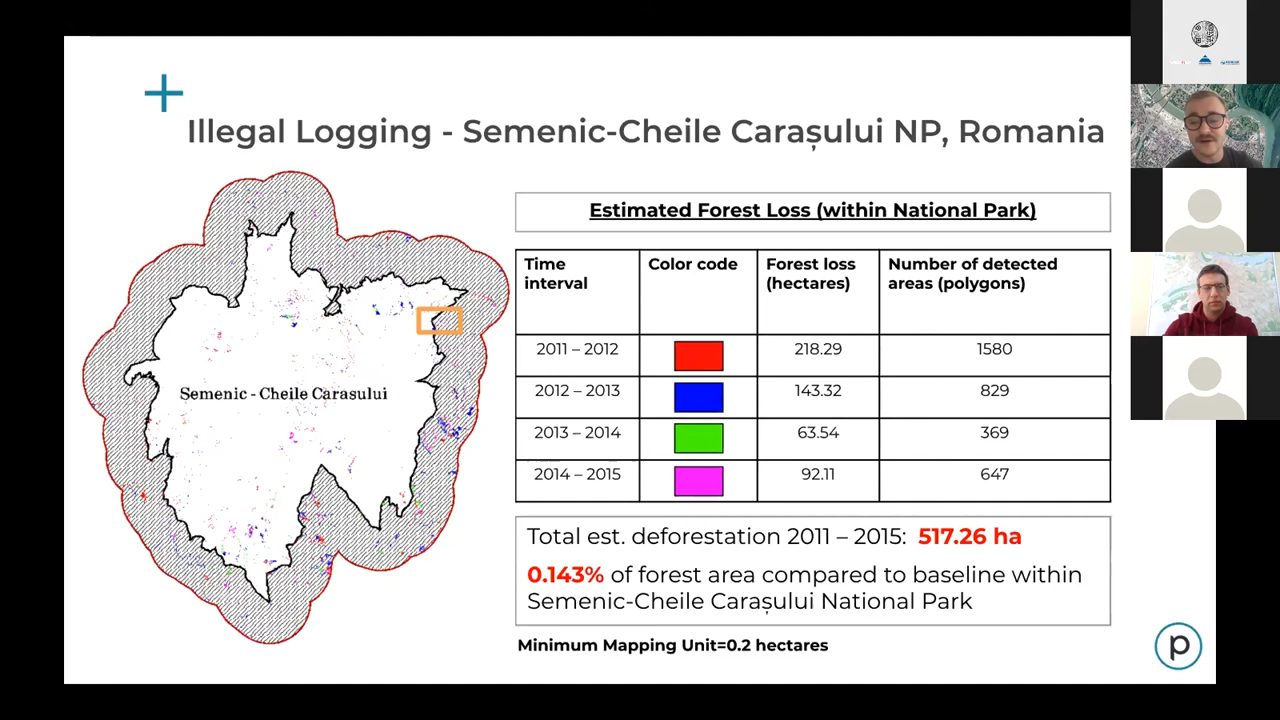 Illegal Logging - Semenic-Cheile Carașului NP, Romania
Semenic - Cheile Carasului
Estimated Forest Loss (within National Park)
Time interval Color code Forest loss (hectares) Number of detected areas (polygons)
2011 – 2012 218.29 1580
2012 – 2013 143.32 829
2013 – 2014 63.54 369
2014 – 2015 92.11 647
Total est. deforestation 2011 – 2015: 517.26 ha
0.143% of forest area compared to baseline within
Semenic-Cheile Carașului National Park
Minimum Mapping Unit=0.2 hectares
p